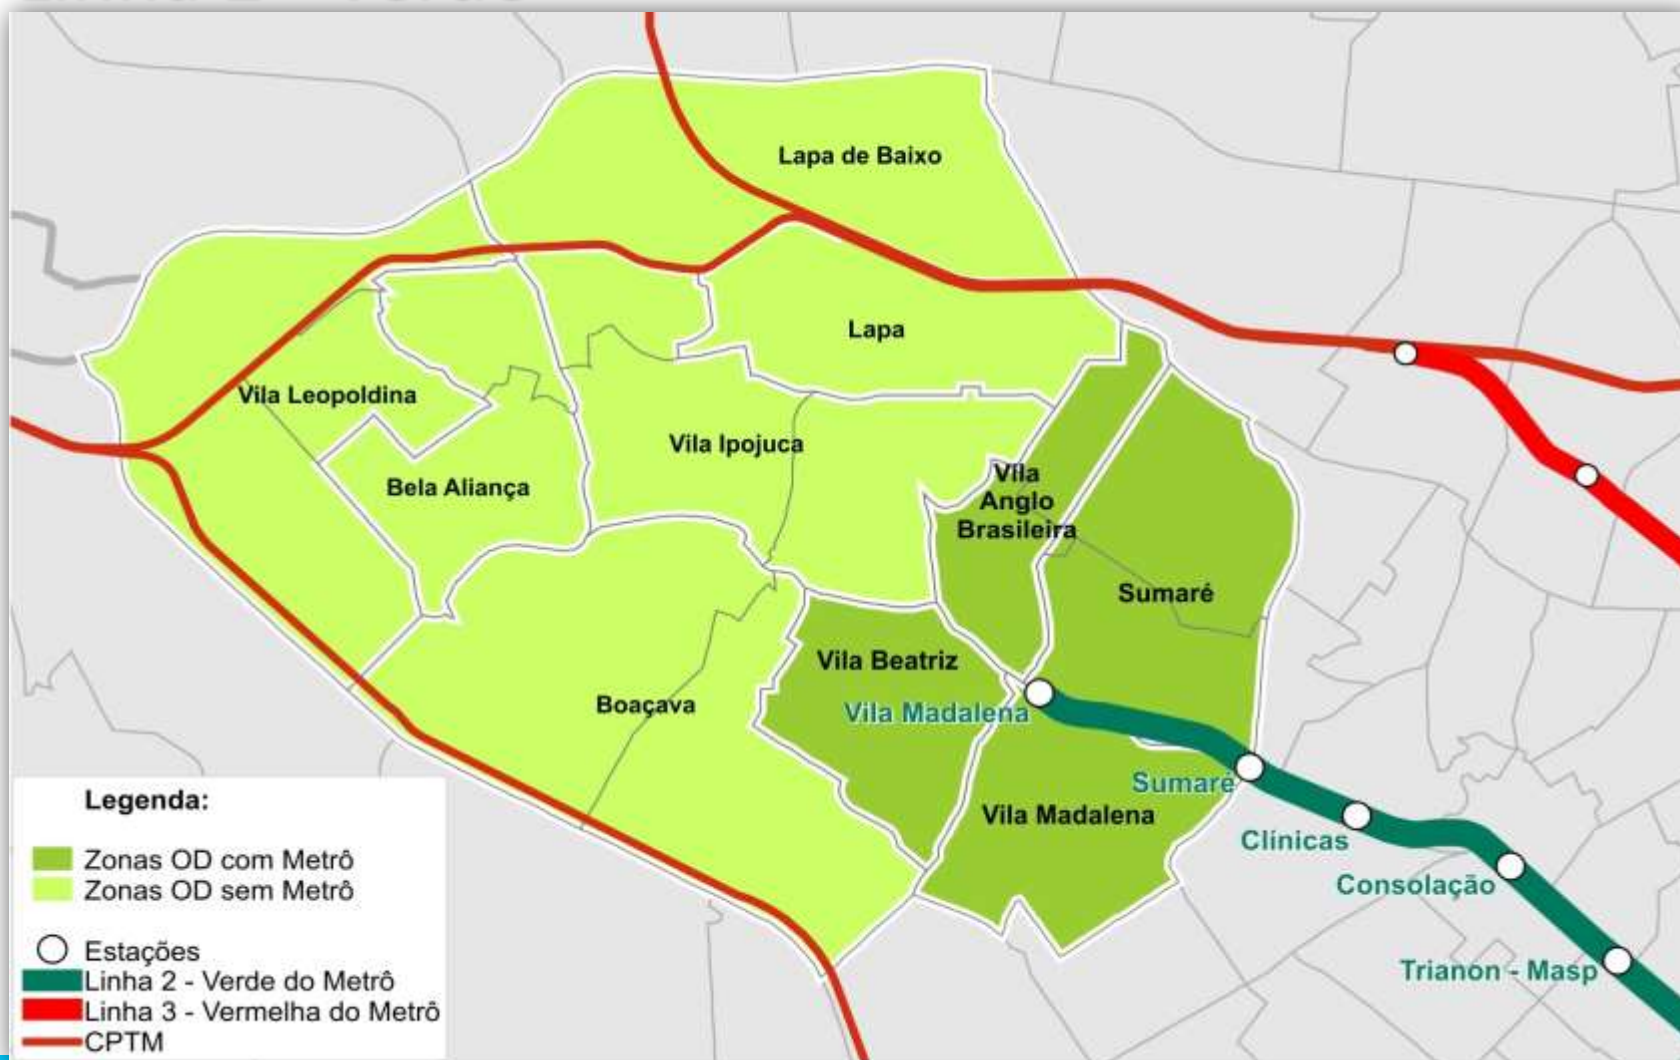 Lapa de Baixo
Lapa
Vila Leopoldina
Vila Ipojuca
Bela Aliança
Vila
Anglo
Brasileira
Sumaré
Vila Beatriz
Boaçava
Vila Madalena
Sumaré
Vila Madalena
Clínicas
Consolação
Trianon - Masp
Legenda:
Zonas OD com Metrô
Zonas OD sem Metrô
Estações
Linha 2 - Verde do Metrô
Linha 3 - Vermelha do Metrô
CPTM